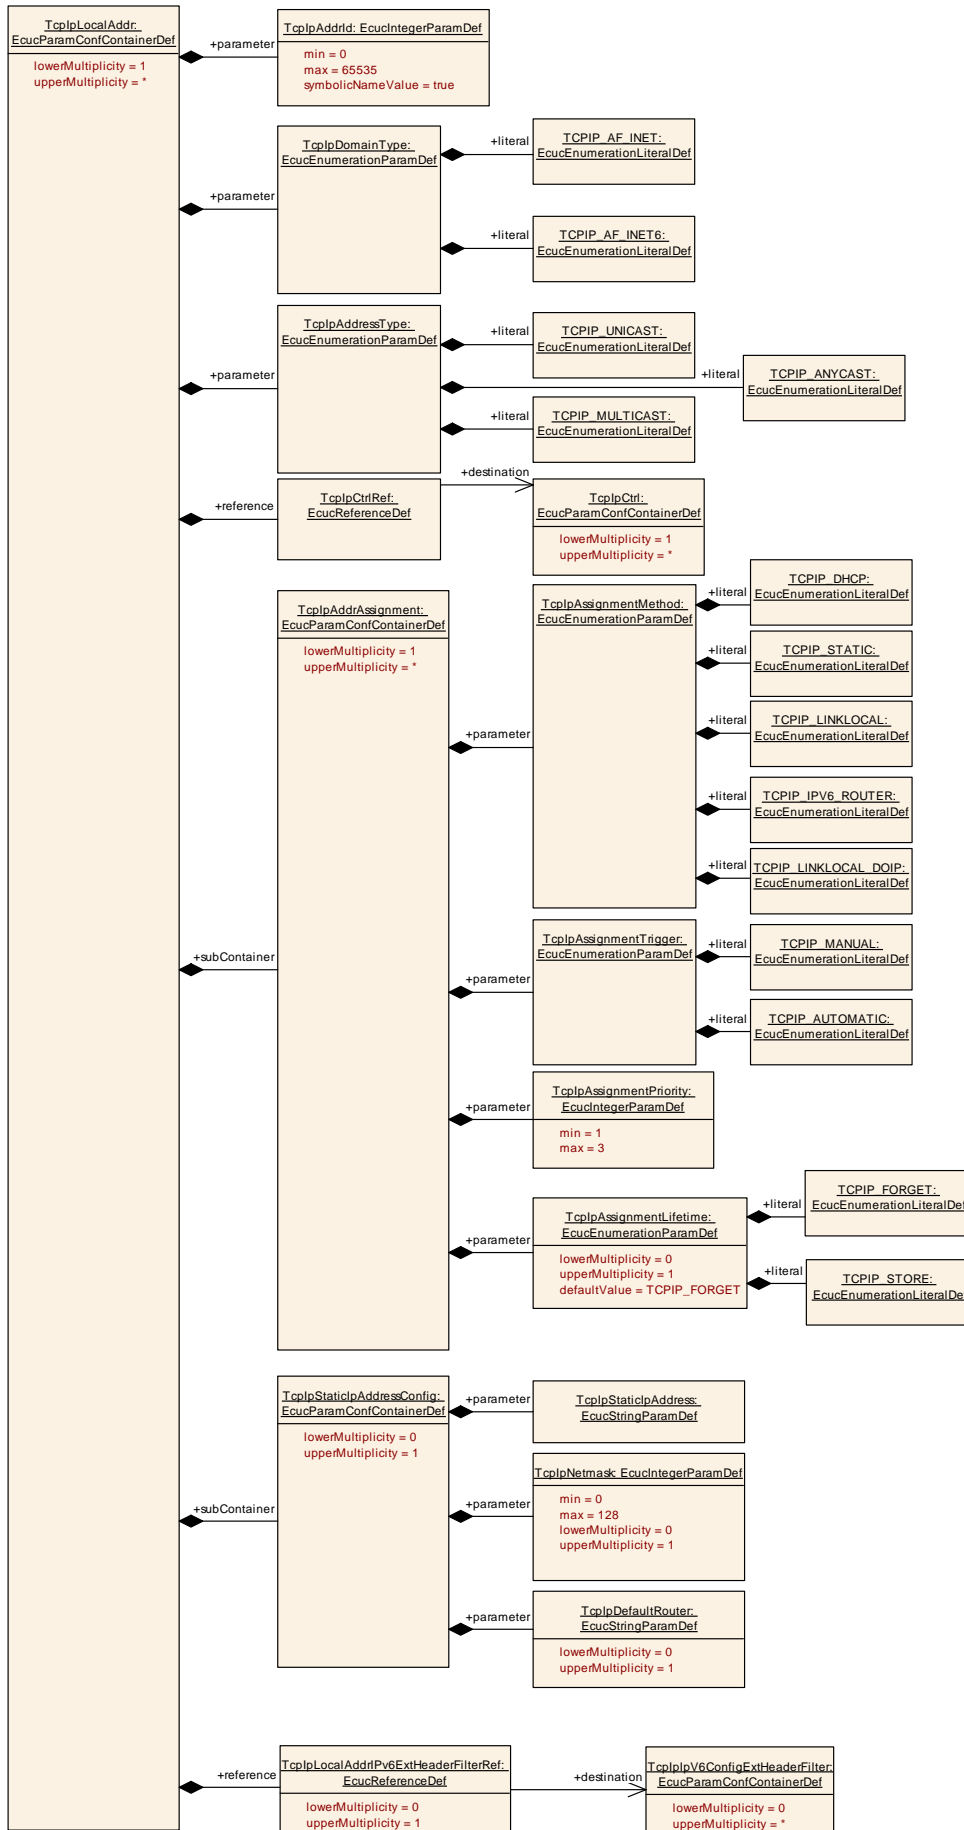 TcpIpLocalAddr:
EcucParamConfContainerDef
lowerMultiplicity = 1
upperMultiplicity = *
+parameter
TcpIpAddrId: EcucIntegerParamDef
min = 0
max = 65535
symbolicNameValue = true
+parameter
TcpIpDomainType:
EcucEnumerationParamDef
+literal
TCPIP_AF_INET:
EcucEnumerationLiteralDef
+literal
TCPIP_AF_INET6:
EcucEnumerationLiteralDef
+parameter
TcpIpAddressType:
EcucEnumerationParamDef
+literal
TCPIP_UNICAST:
EcucEnumerationLiteralDef
+literal
TCPIP_ANYCAST:
EcucEnumerationLiteralDef
+literal
TCPIP_MULTICAST:
EcucEnumerationLiteralDef
+reference
TcpIpCtrlRef:
EcucReferenceDef
+destination
TcpIpCtrl:
EcucParamConfContainerDef
lowerMultiplicity = 1
upperMultiplicity = *
+subContainer
TcpIpAddrAssignment:
EcucParamConfContainerDef
lowerMultiplicity = 1
upperMultiplicity = *
+parameter
TcpIpAssignmentMethod:
EcucEnumerationParamDef
+literal
TCPIP_DHCP:
EcucEnumerationLiteralDef
+literal
TCPIP_STATIC:
EcucEnumerationLiteralDef
+literal
TCPIP_LINKLOCAL:
EcucEnumerationLiteralDef
+literal
TCPIP_IPV6_ROUTER:
EcucEnumerationLiteralDef
+literal
TCPIP_LINKLOCAL_DOIP:
EcucEnumerationLiteralDef
+parameter
TcpIpAssignmentTrigger:
EcucEnumerationParamDef
+literal
TCPIP_MANUAL:
EcucEnumerationLiteralDef
+literal
TCPIP_AUTOMATIC:
EcucEnumerationLiteralDef
+parameter
TcpIpAssignmentPriority:
EcucIntegerParamDef
min = 1
max = 3
+parameter
TcpIpAssignmentLifetime:
EcucEnumerationParamDef
lowerMultiplicity = 0
upperMultiplicity = 1
defaultValue = TCPIP_FORGET
+literal
TCPIP_FORGET:
EcucEnumerationLiteralDef
+literal
TCPIP_STORE:
EcucEnumerationLiteralDef
+subContainer
TcpIpStaticIpAddressConfig:
EcucParamConfContainerDef
lowerMultiplicity = 0
upperMultiplicity = 1
+parameter
TcpIpStaticIpAddress:
EcucStringParamDef
+parameter
TcpIpNetmask: EcucIntegerParamDef
min = 0
max = 128
lowerMultiplicity = 0
upperMultiplicity = 1
+parameter
TcpIpDefaultRouter:
EcucStringParamDef
lowerMultiplicity = 0
upperMultiplicity = 1
+reference
TcpIpLocalAddrIPv6ExtHeaderFilterRef:
EcucReferenceDef
lowerMultiplicity = 0
upperMultiplicity = 1
+destination
TcpIpIpV6ConfigExtHeaderFilter:
EcucParamConfContainerDef
lowerMultiplicity = 0
upperMultiplicity = *